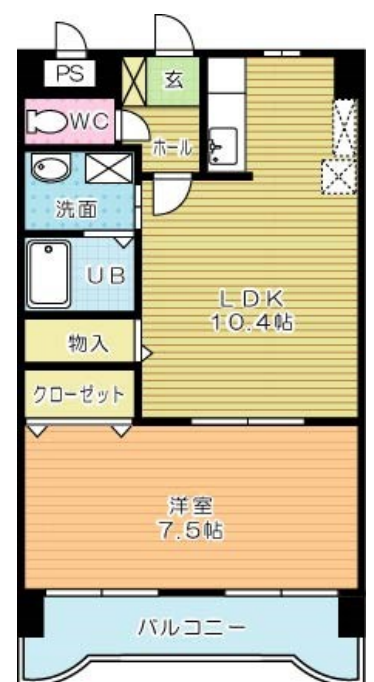 PS
玄
WC
ホール
洗面
UB
LDK
10.4帖
物入
クローゼット
洋室
7.5帖
バルコニー